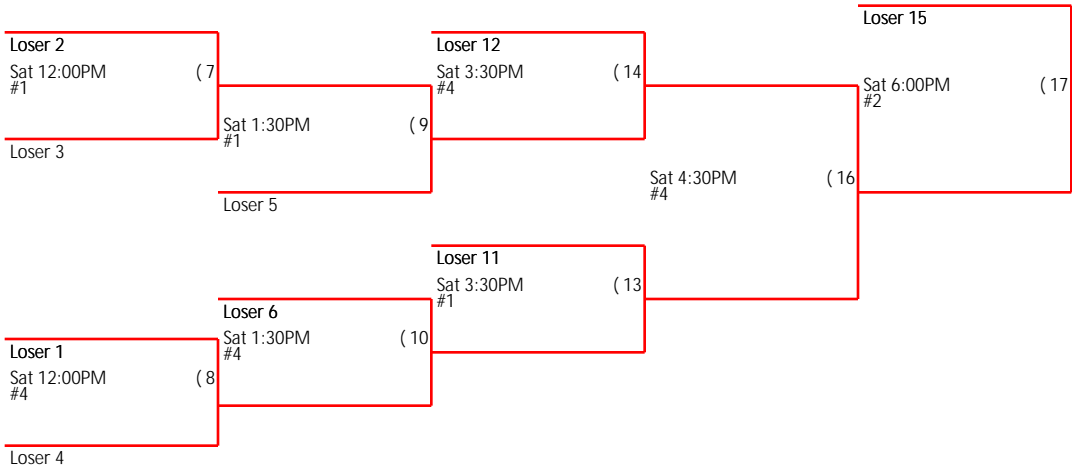 Loser 15
Loser 2
Loser 12
Sat 12:00PM ( 7
#1
Sat 3:30PM ( 14
#4
Sat 6:00PM ( 17
#2
Sat 1:30PM ( 9
#1
Loser 3
Sat 4:30PM ( 16
#4
Loser 5
Loser 11
Sat 3:30PM ( 13
#1
Loser 6
Sat 1:30PM ( 10
#4
Loser 1
Sat 12:00PM ( 8
#4
Loser 4